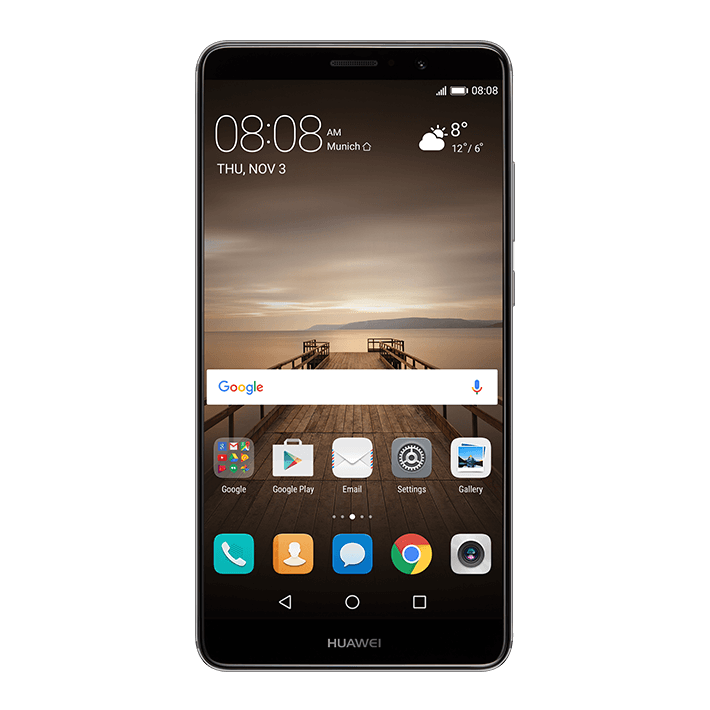 08:08
08:08 AM
Munich
THU, NOV 3
8°
12°/ 6°
Google
Google
Google Play
Email
Settings
Gallery
HUAWEI